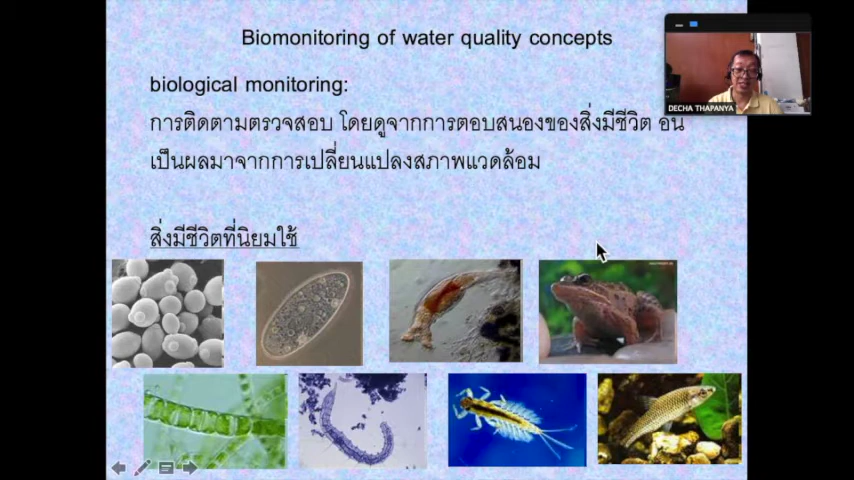 Biomonitoring of water quality concepts
DECHA THAPANYA
biological monitoring:
การติดตามตรวจสอบ โดยดูจากการตอบสนองของสิ่งมีชีวิต อัน
เป็นผลมาจากการเปลี่ยนแปลงสภาพแวดล้อม
สิ่งมีชีวิตที่นิยมใช้